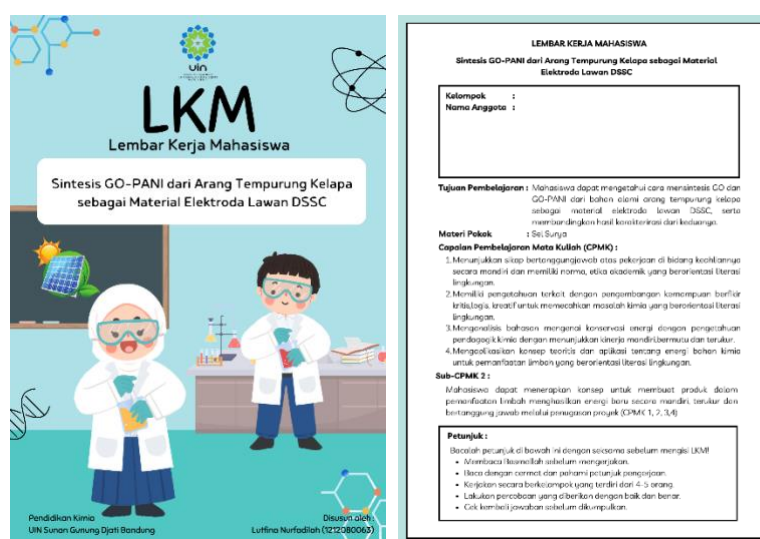 uin
LKM
Lembar Kerja Mahasiswa
Sintesis GO-PANI dari Arang Tempurung Kelapa
sebagai Material Elektroda Lawan DSSC
Pendidikan Kimia
UIN Sunan Gunung Djati Bandung
Disusun oleh :
Lutfina Nurfadilah (1212080063)
LEMBAR KERJA MAHASISWA
Sintesis GO-PANI dari Arang Tempurung Kelapa sebagai Material
Elektroda Lawan DSSC
Kelompok :
Nama Anggota :
Tujuan Pembelajaran : Mahasiswa dapat mengetahui cara mensintesis GO dan
GO-PANI dari bahan alami arang tempurung kelapa
sebagai material elektroda lawan DSSC, serta
membandingkan hasil karakterirasi dari keduanya.
Materi Pokok : Sel Surya
Capaian Pembelajaran Mata Kuliah (CPMK) :
1. Menunjukkan sikap bertanggungjawab atas pekerjaan di bidang keahliannya
secara mandiri dan memiliki norma, etika akademik yang berorientasi literasi
lingkungan.
2. Memiliki pengetahuan terkait dengan pengembangan kemampuan berfikir
kritis,logis, kreatif untuk memecahkan masalah kimia yang berorientasi literasi
lingkungan.
3. Menganalisis bahasan mengenai konservasi energi dengan pengetahuan
pendagogik kimia dengan menunjukkan kinerja mandiri,bermutu dan terukur.
4. Mengaplikasikan konsep teoritis dan aplikasi tentang energi bahan kimia
untuk pemanfaatan limbah yang berorientasi literasi lingkungan.
Sub-CPMK 2 :
Mahasiswa dapat menerapkan konsep untuk membuat produk dalam
pemanfaatan limbah menghasilkan energi baru secara mandiri, terukur dan
bertanggung jawab melalui penugasan proyek (CPMK 1, 2, 3,4)
Petunjuk :
Bacalah petunjuk di bawah ini dengan seksama sebelum mengisi LKM!
• Membaca Basmallah sebelum mengerjakan.
• Baca dengan cermat dan pahami petunjuk pengerjaan.
• Kerjakan secara berkelompok yang terdiri dari 4-5 orang.
• Lakukan percobaan yang diberikan dengan baik dan benar.
• Cek kembali jawaban sebelum dikumpulkan.